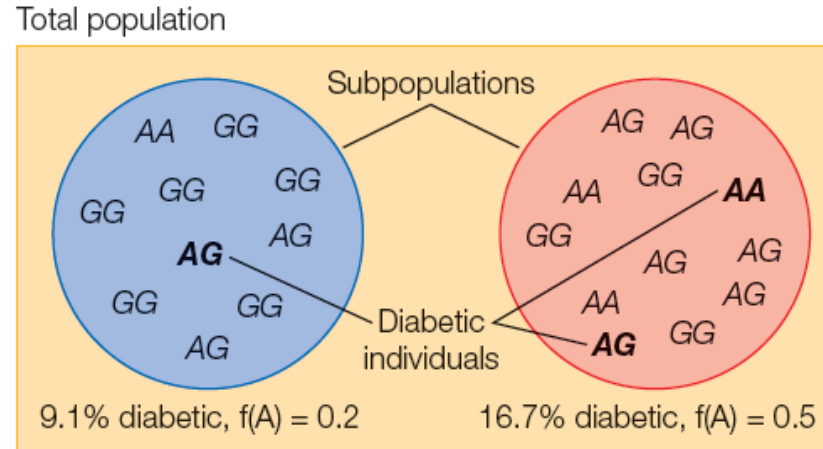 Total population
Subpopulations
AA GG
GG GG
GG
AG AG
GG GG
AG
AG AG
AA GG AA
GG
AG AG
AA AG
AG GG
Diabetic
individuals
9.1% diabetic, f(A) = 0.2
16.7% diabetic, f(A) = 0.5